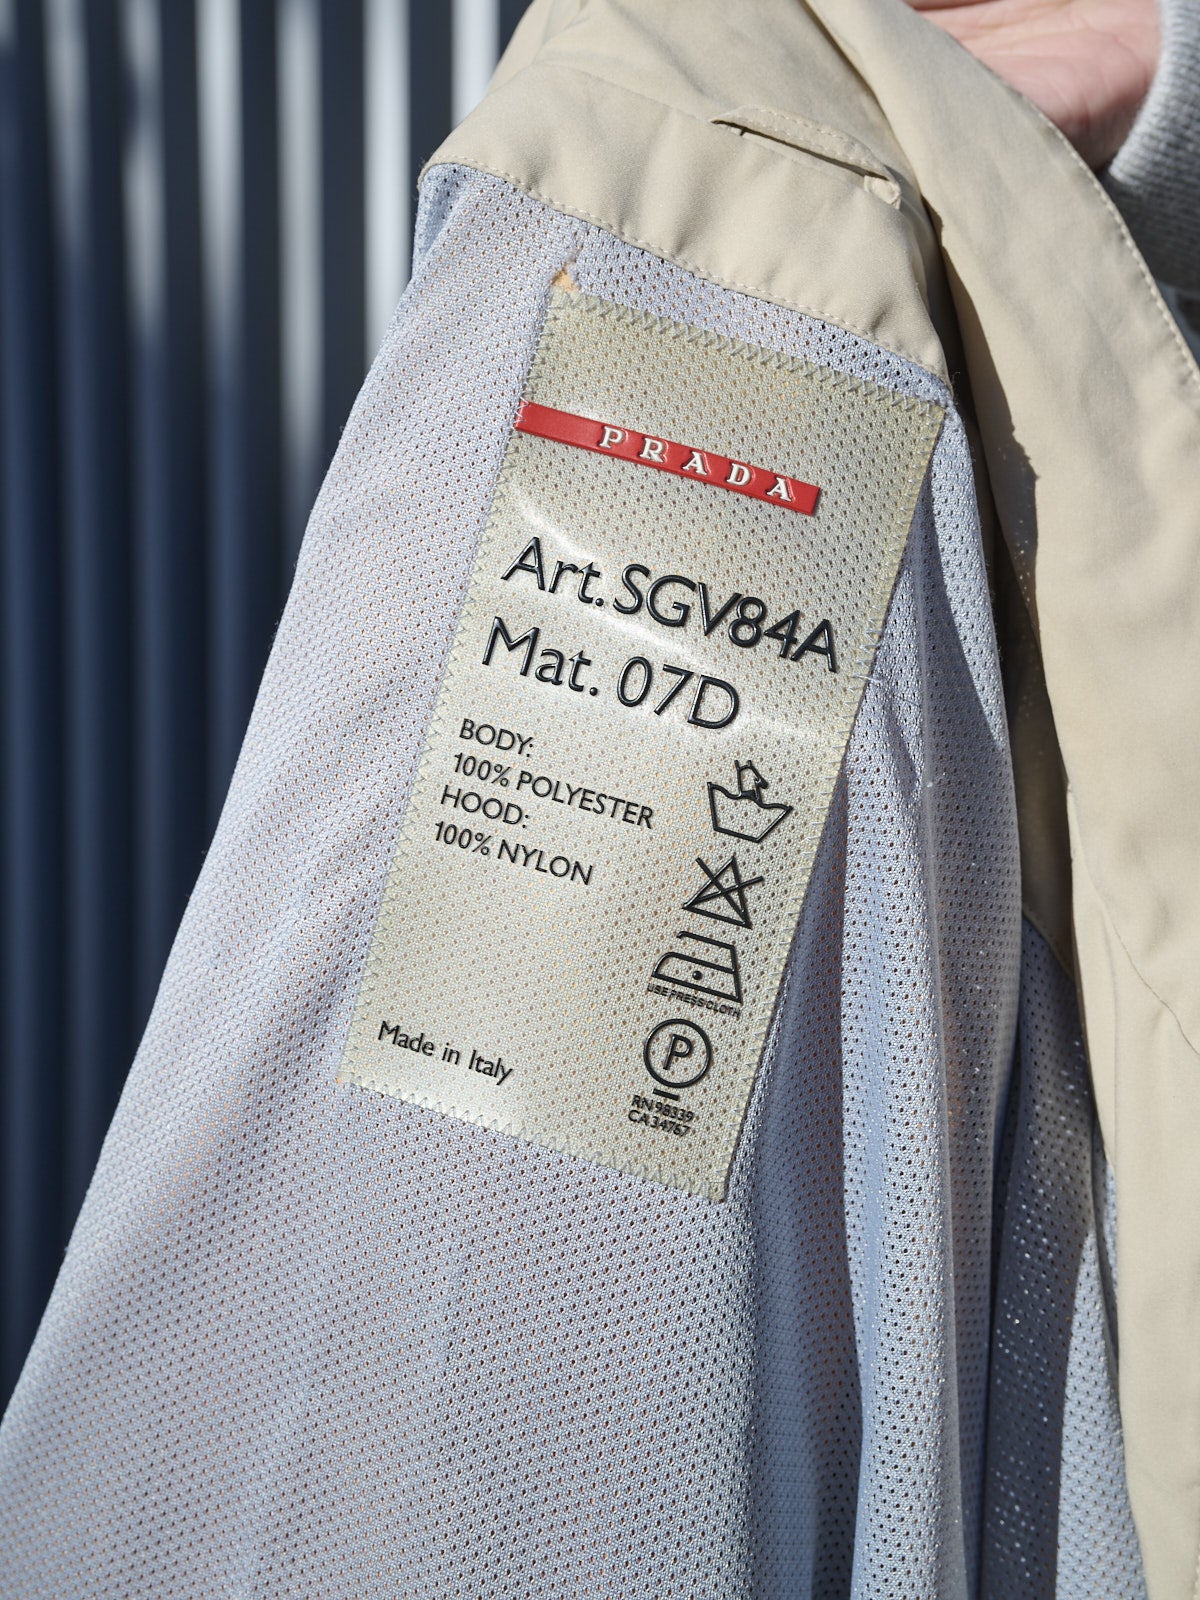 PRADA
Art. SGV84A
Mat. 07D
BODY:
100% POLYESTER
HOOD:
100% NYLON
USE PRESS CLOTH
P
Made in Italy
RN 98339
CA 34767